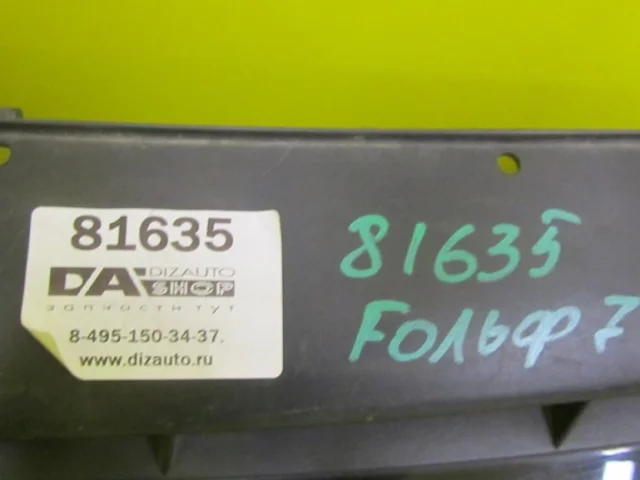 81635
DA DIZAUTO
SHOP
запчасти тут
8-495-150-34-37.
www.dizauto.ru
81635
Гольф 7